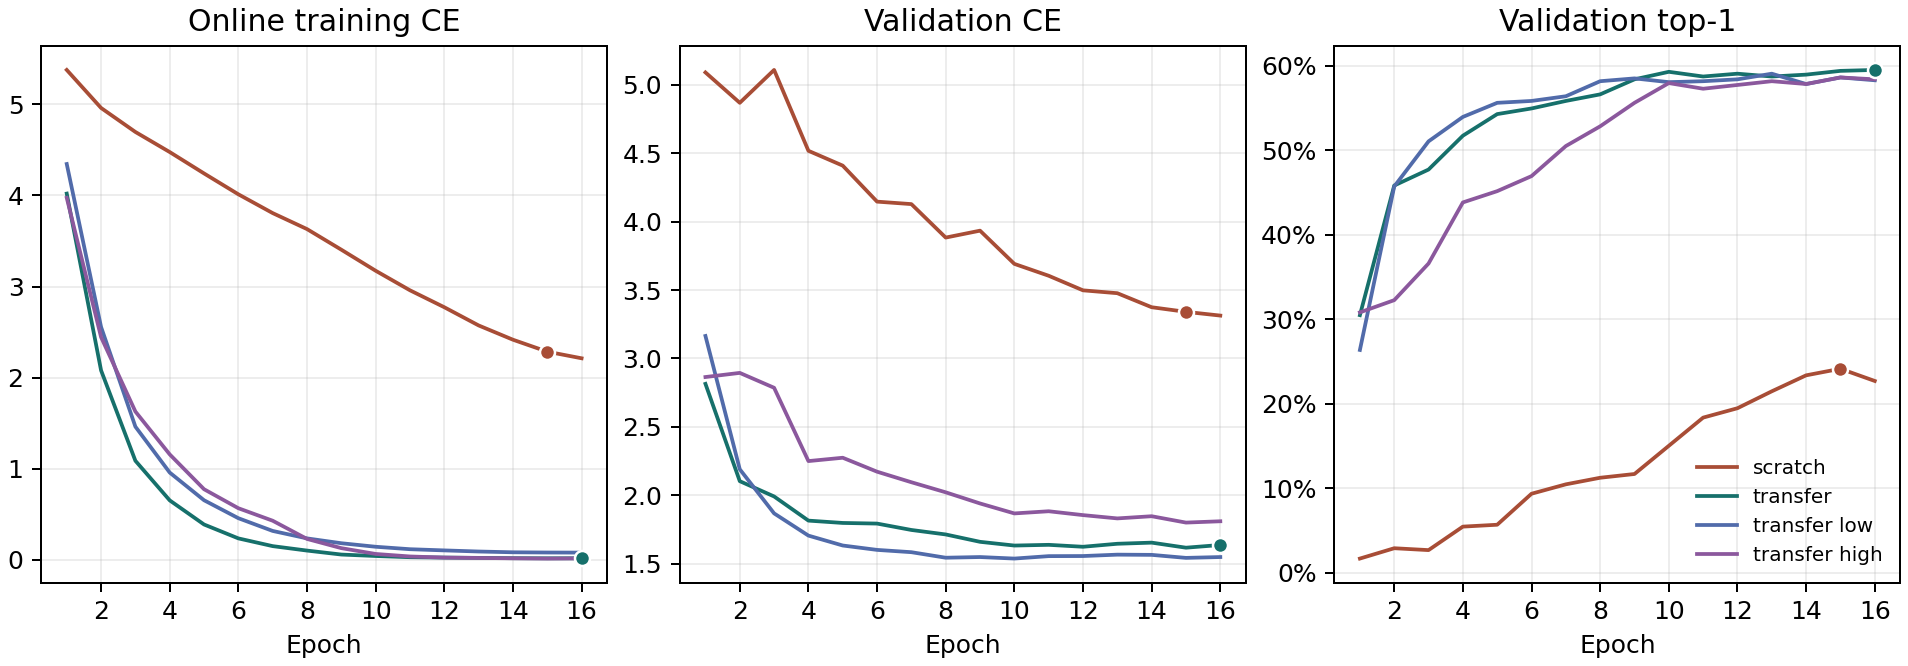 Online training CE
5
4
3
2
1
0
2 4 6 8 10 12 14 16
Epoch
Validation CE
5.0
4.5
4.0
3.5
3.0
2.5
2.0
1.5
2 4 6 8 10 12 14 16
Epoch
Validation top-1
60%
50%
40%
30%
20%
10%
0%
scratch
transfer
transfer low
transfer high
2 4 6 8 10 12 14 16
Epoch